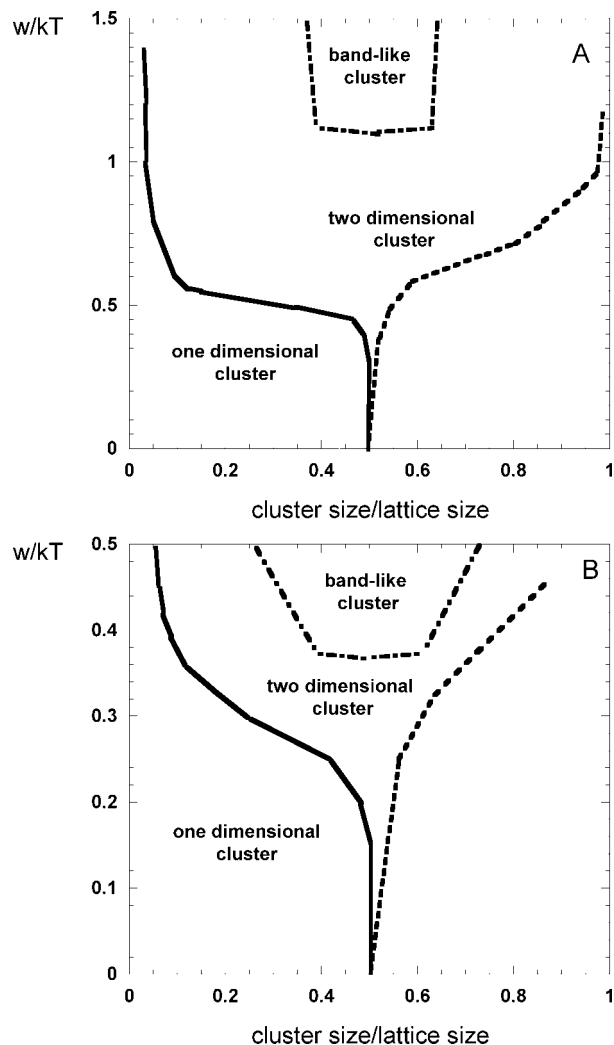 w/kT
A
1.5
band-like
cluster
1
two dimensional
cluster
0.5
one dimensional
cluster
0
0 0.2 0.4 0.6 0.8 1
cluster size/lattice size
w/kT
B
0.5
band-like
cluster
0.4
two dimensional
cluster
0.3
0.2
one dimensional
cluster
0.1
0
0 0.2 0.4 0.6 0.8 1
cluster size/lattice size